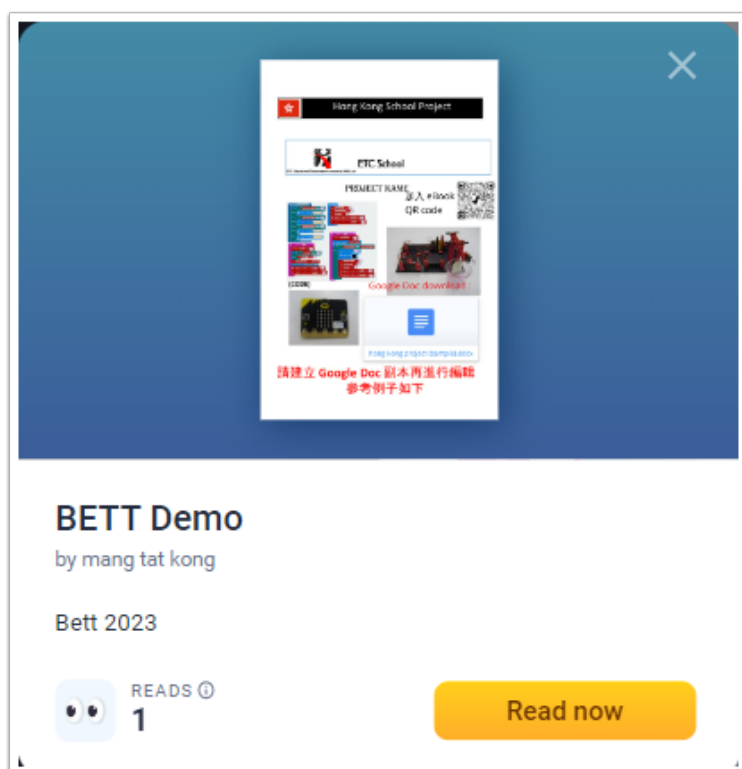 Hong Kong School Project
ETC School
PROJECT NAME
加入 eBook
QR code
(CODE)
Google Doc download :
請建立 Google Doc 副本再進行編輯
參考例子如下
BETT Demo
by mang tat kong
Bett 2023
READS
1
Read now